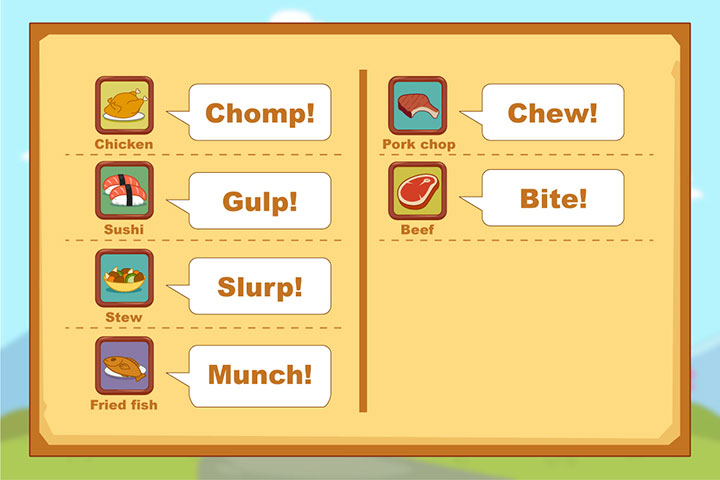 Chomp!
Chicken
Gulp!
Sushi
Slurp!
Stew
Munch!
Fried fish
Chew!
Pork chop
Bite!
Beef